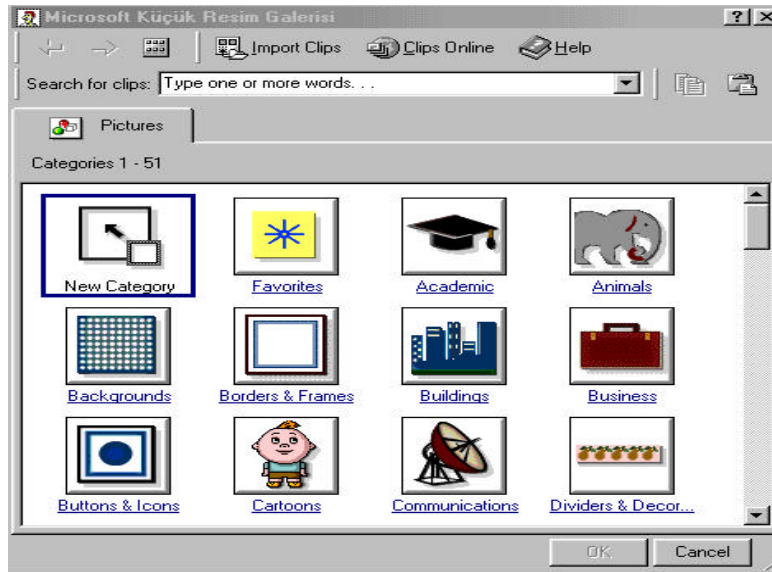 Microsoft Küçük Resim Galerisi
Import Clips Clips Online Help
Search for clips: Type one or more words. . .
Pictures
Categories 1 - 51
New Category Favorites Academic Animals
Backgrounds Borders & Frames Buildings Business
Buttons & Icons Cartoons Communications Dividers & Decor...
OK Cancel